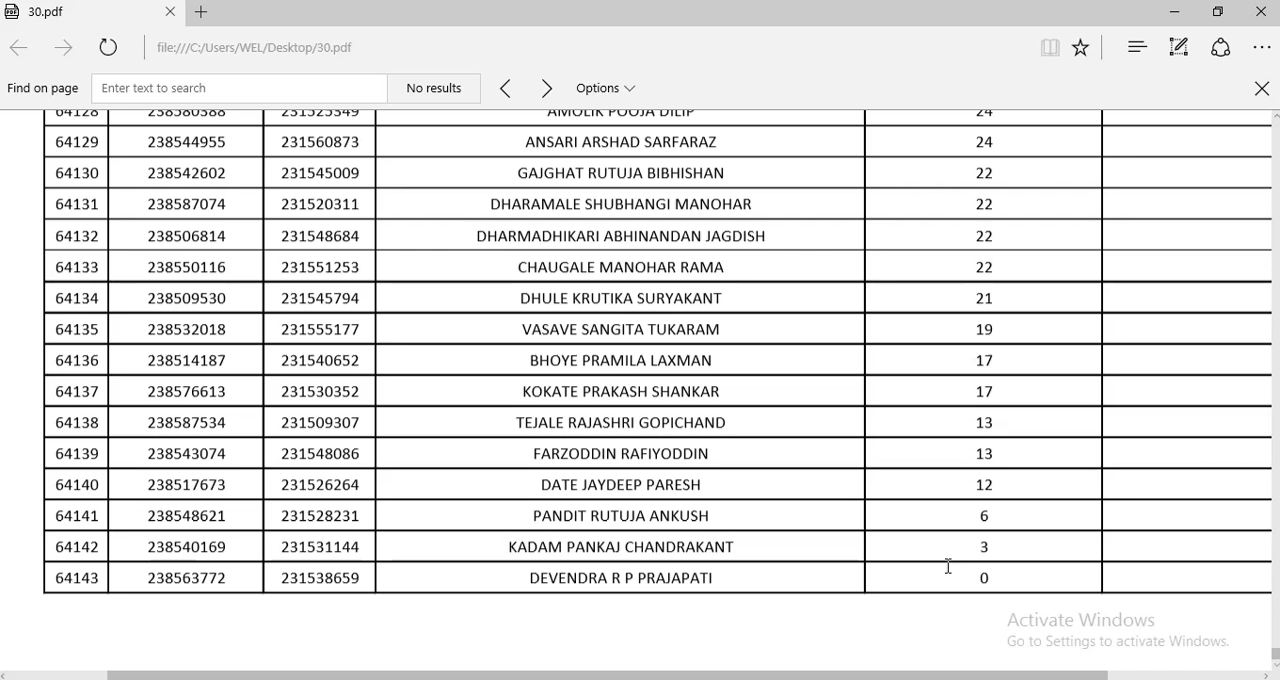 30.pdf
file:///C:/Users/WEL/Desktop/30.pdf
Find on page Enter text to search No results Options
64128 238580388 231525349 AMOLIK POOJA DILIP 24
64129 238544955 231560873 ANSARI ARSHAD SARFARAZ 24
64130 238542602 231545009 GAJGHAT RUTUJA BIBHISHAN 22
64131 238587074 231520311 DHARAMALE SHUBHANGI MANOHAR 22
64132 238506814 231548684 DHARMADHIKARI ABHINANDAN JAGDISH 22
64133 238550116 231551253 CHAUGALE MANOHAR RAMA 22
64134 238509530 231545794 DHULE KRUTIKA SURYAKANT 21
64135 238532018 231555177 VASAVE SANGITA TUKARAM 19
64136 238514187 231540652 BHOYE PRAMILA LAXMAN 17
64137 238576613 231530352 KOKATE PRAKASH SHANKAR 17
64138 238587534 231509307 TEJALE RAJASHRI GOPICHAND 13
64139 238543074 231548086 FARZODDIN RAFIYODDIN 13
64140 238517673 231526264 DATE JAYDEEP PARESH 12
64141 238548621 231528231 PANDIT RUTUJA ANKUSH 6
64142 238540169 231531144 KADAM PANKAJ CHANDRAKANT 3
64143 238563772 231538659 DEVENDRA R P PRAJAPATI 0
Activate Windows
Go to Settings to activate Windows.